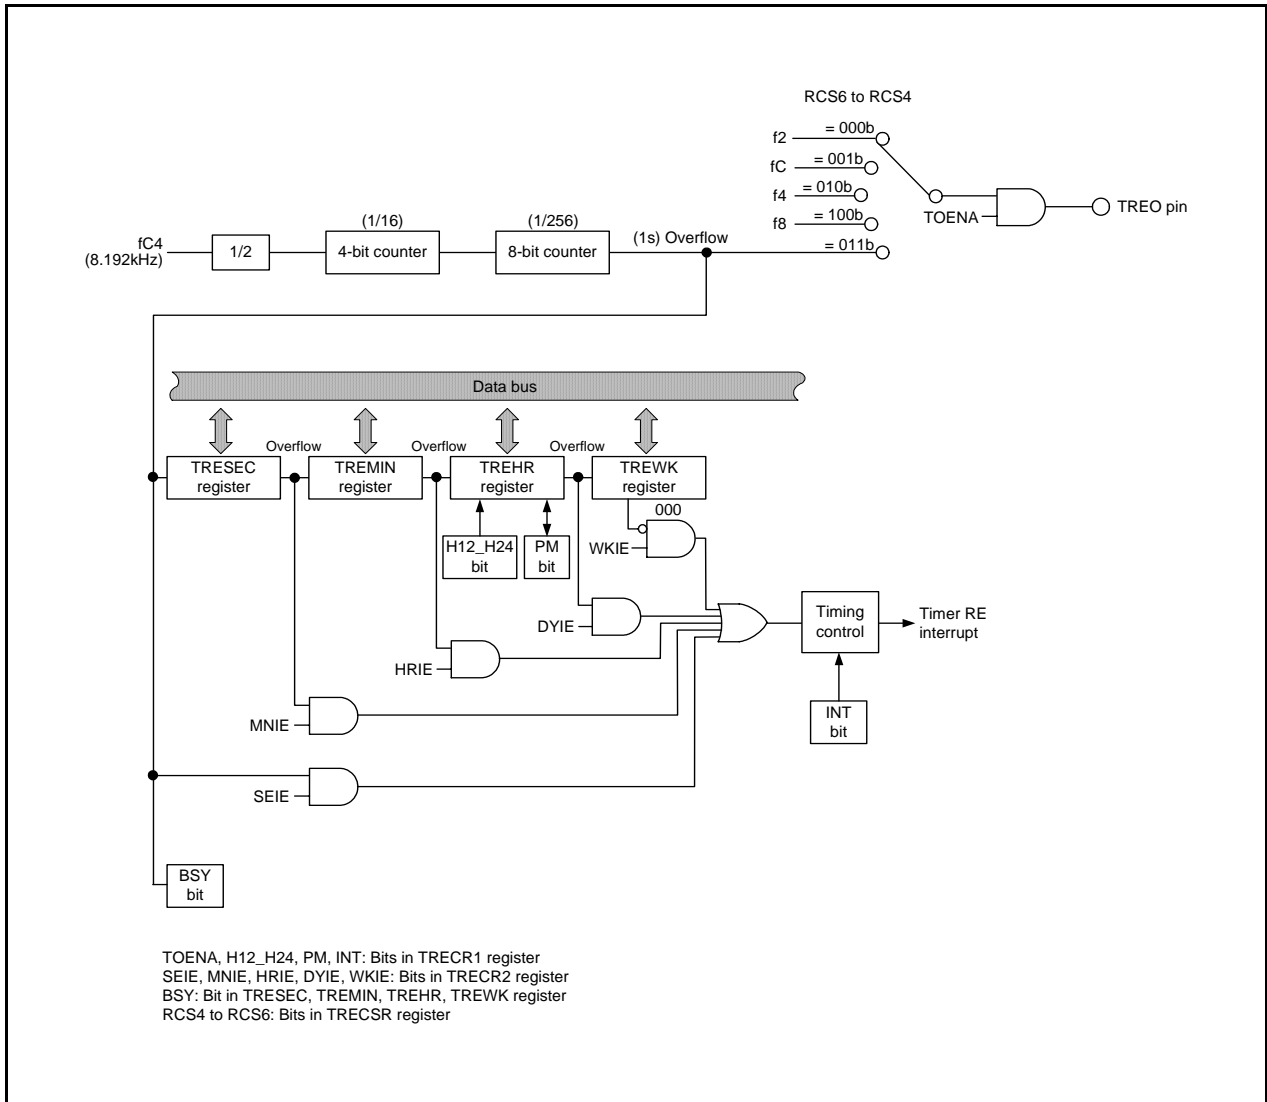 RCS6 to RCS4
f2
= 000b
fC
= 001b
f4
= 010b
TOENA
TREO pin
f8
= 100b
(1/16)
(1/256)
fC4
(8.192kHz)
1/2
4-bit counter
8-bit counter
(1s) Overflow
= 011b
Data bus
Overflow
Overflow
Overflow
TRESEC
register
TREMIN
register
TREHR
register
TREWK
register
000
H12_H24
bit
PM
bit
WKIE
DYIE
Timing
control
Timer RE
interrupt
HRIE
MNIE
INT
bit
SEIE
BSY
bit
TOENA, H12_H24, PM, INT: Bits in TRECR1 register
SEIE, MNIE, HRIE, DYIE, WKIE: Bits in TRECR2 register
BSY: Bit in TRESEC, TREMIN, TREHR, TREWK register
RCS4 to RCS6: Bits in TRECSR register